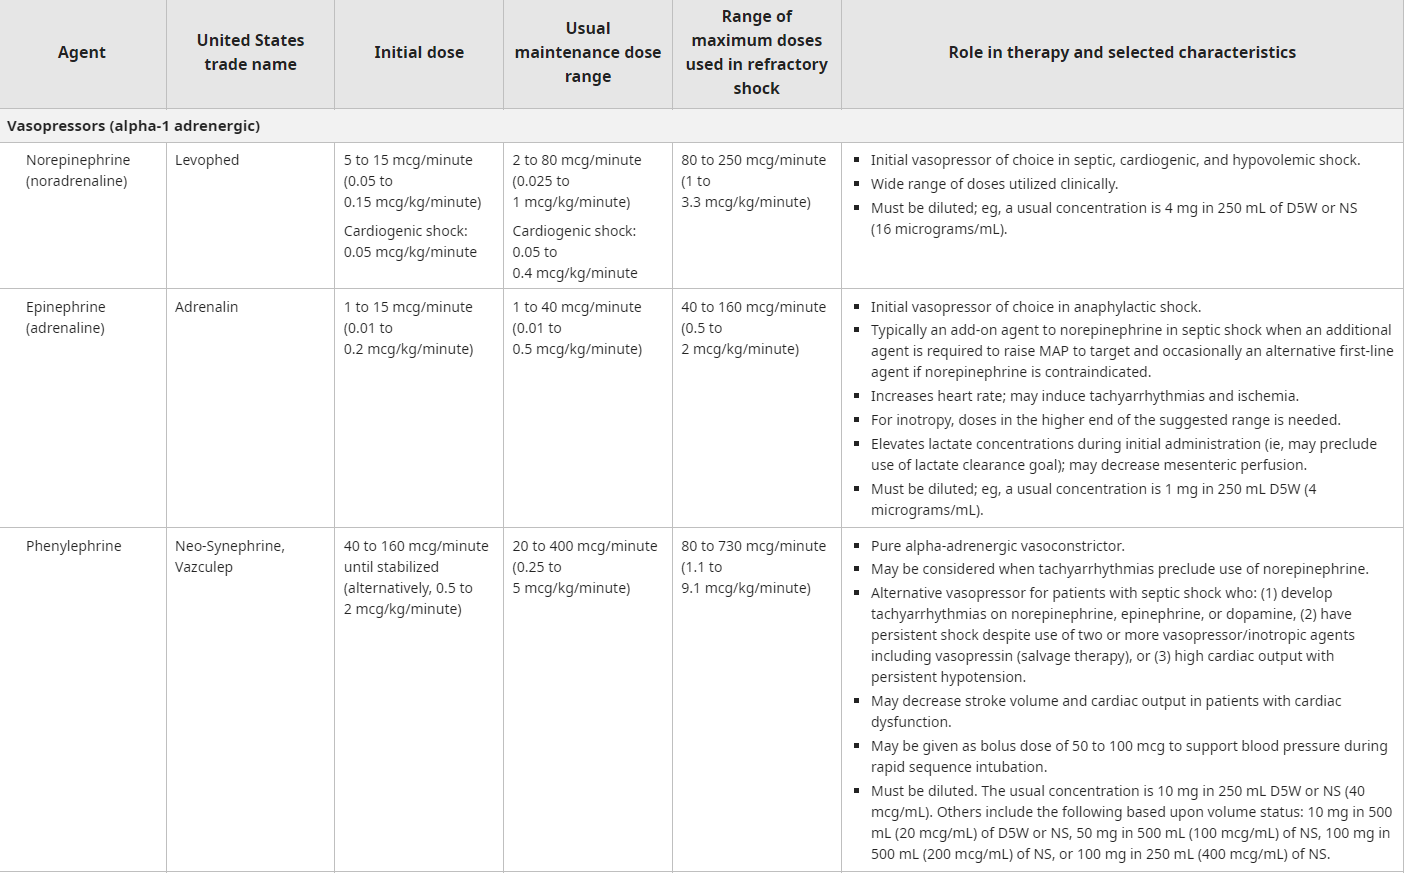 Agent
United States
trade name
Initial dose
Usual
maintenance dose
range
Range of
maximum doses
used in refractory
shock
Role in therapy and selected characteristics
Vasopressors (alpha-1 adrenergic)
Norepinephrine
(noradrenaline)
Levophed
5 to 15 mcg/minute
(0.05 to
0.15 mcg/kg/minute)
Cardiogenic shock:
0.05 mcg/kg/minute
2 to 80 mcg/minute
(0.025 to
1 mcg/kg/minute)
Cardiogenic shock:
0.05 to
0.4 mcg/kg/minute
80 to 250 mcg/minute
(1 to
3.3 mcg/kg/minute)
▪ Initial vasopressor of choice in septic, cardiogenic, and hypovolemic shock.
▪ Wide range of doses utilized clinically.
▪ Must be diluted; eg, a usual concentration is 4 mg in 250 mL of D5W or NS
(16 micrograms/mL).
Epinephrine
(adrenaline)
Adrenalin
1 to 15 mcg/minute
(0.01 to
0.2 mcg/kg/minute)
1 to 40 mcg/minute
(0.01 to
0.5 mcg/kg/minute)
40 to 160 mcg/minute
(0.5 to
2 mcg/kg/minute)
▪ Initial vasopressor of choice in anaphylactic shock.
▪ Typically an add-on agent to norepinephrine in septic shock when an additional
agent is required to raise MAP to target and occasionally an alternative first-line
agent if norepinephrine is contraindicated.
▪ Increases heart rate; may induce tachyarrhythmias and ischemia.
▪ For inotropy, doses in the higher end of the suggested range is needed.
▪ Elevates lactate concentrations during initial administration (ie, may preclude
use of lactate clearance goal); may decrease mesenteric perfusion.
▪ Must be diluted; eg, a usual concentration is 1 mg in 250 mL D5W (4
micrograms/mL).
Phenylephrine
Neo-Synephrine,
Vazculep
40 to 160 mcg/minute
until stabilized
(alternatively, 0.5 to
2 mcg/kg/minute)
20 to 400 mcg/minute
(0.25 to
5 mcg/kg/minute)
80 to 730 mcg/minute
(1.1 to
9.1 mcg/kg/minute)
▪ Pure alpha-adrenergic vasoconstrictor.
▪ May be considered when tachyarrhythmias preclude use of norepinephrine.
▪ Alternative vasopressor for patients with septic shock who: (1) develop
tachyarrhythmias on norepinephrine, epinephrine, or dopamine, (2) have
persistent shock despite use of two or more vasopressor/inotropic agents
including vasopressin (salvage therapy), or (3) high cardiac output with
persistent hypotension.
▪ May decrease stroke volume and cardiac output in patients with cardiac
dysfunction.
▪ May be given as bolus dose of 50 to 100 mcg to support blood pressure during
rapid sequence intubation.
▪ Must be diluted. The usual concentration is 10 mg in 250 mL D5W or NS (40
mcg/mL). Others include the following based upon volume status: 10 mg in 500
mL (20 mcg/mL) of D5W or NS, 50 mg in 500 mL (100 mcg/mL) of NS, 100 mg in
500 mL (200 mcg/mL) of NS, or 100 mg in 250 mL (400 mcg/mL) of NS.